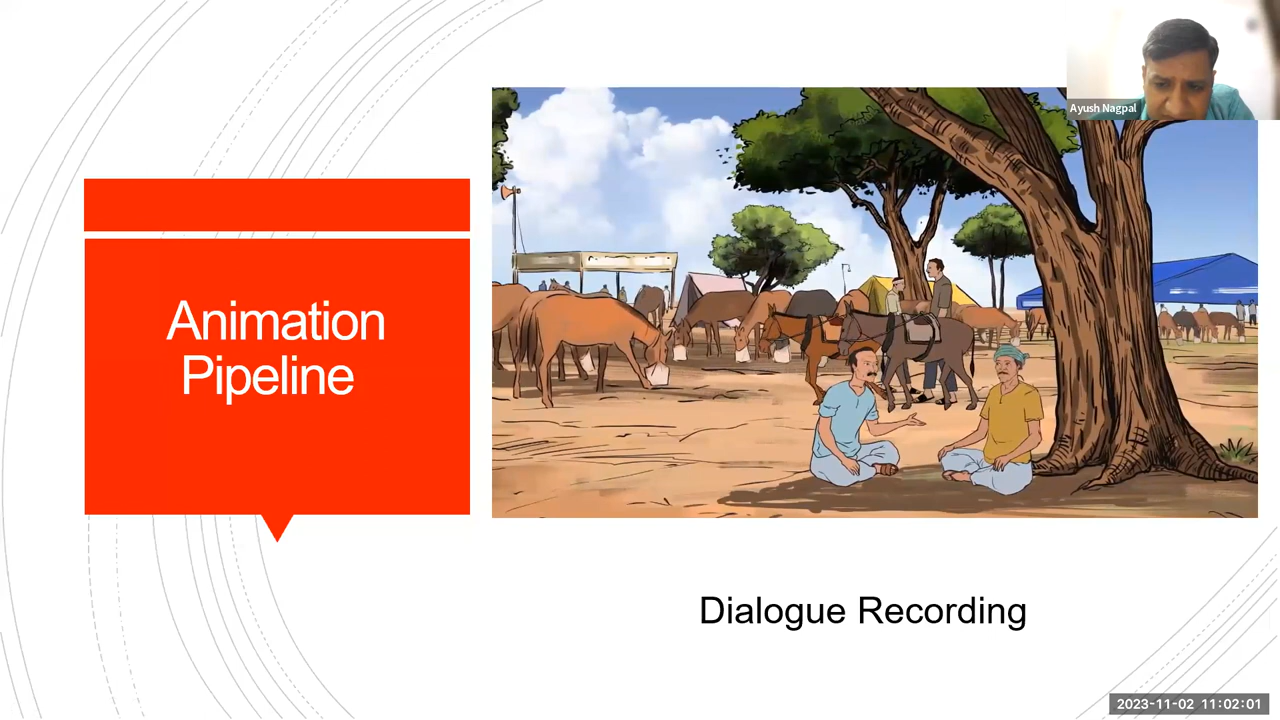 Ayush Nagpal
Animation
Pipeline
Dialogue Recording
2023-11-02 11:02:01